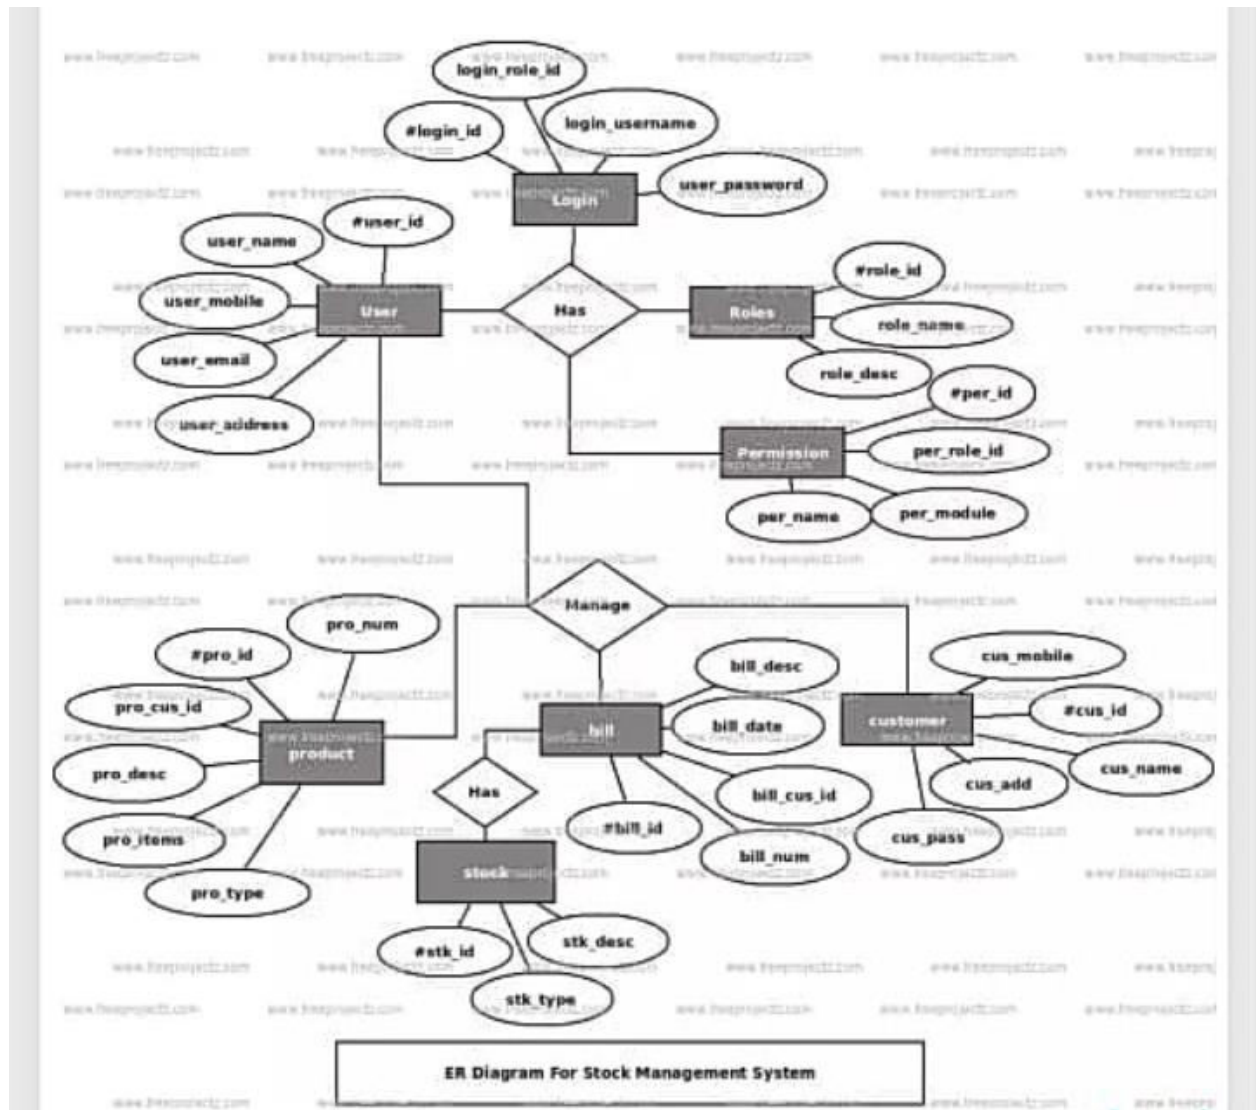 login_role_id
login_username
#login_id
user_password
Login
#user_id
user_name
user_mobile
User
user_email
user_address
Has
Roles
#role_id
role_name
role_desc
#per_id
Permission
per_role_id
per_name
per_module
Manage
pro_num
#pro_id
pro_cus_id
product
pro_desc
pro_items
pro_type
bill_desc
bill
bill_date
bill_cus_id
#bill_id
bill_num
cus_mobile
customer
#cus_id
cus_name
cus_add
cus_pass
Has
stock
#stk_id
stk_desc
stk_type
ER Diagram For Stock Management System